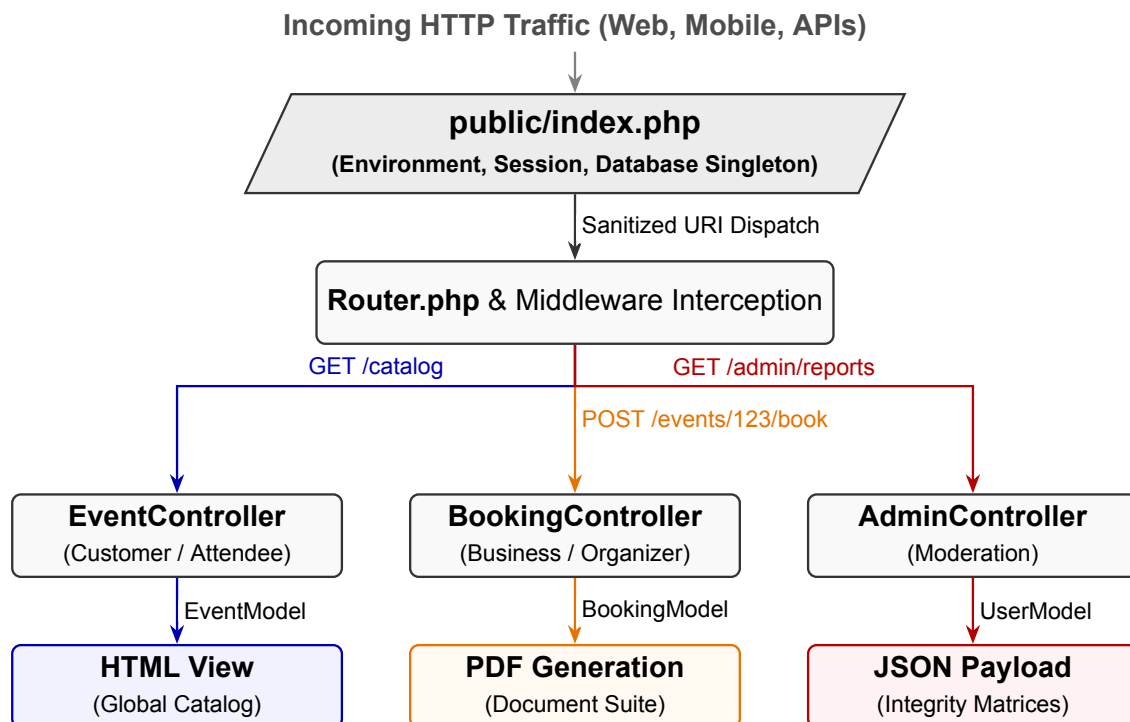 Incoming HTTP Traffic (Web, Mobile, APIs)
public/index.php
(Environment, Session, Database Singleton)
Sanitized URI Dispatch
Router.php & Middleware Interception
GET /catalog
GET /admin/reports
POST /events/123/book
EventController
(Customer / Attendee)
BookingController
(Business / Organizer)
AdminController
(Moderation)
EventModel
BookingModel
UserModel
HTML View
(Global Catalog)
PDF Generation
(Document Suite)
JSON Payload
(Integrity Matrices)